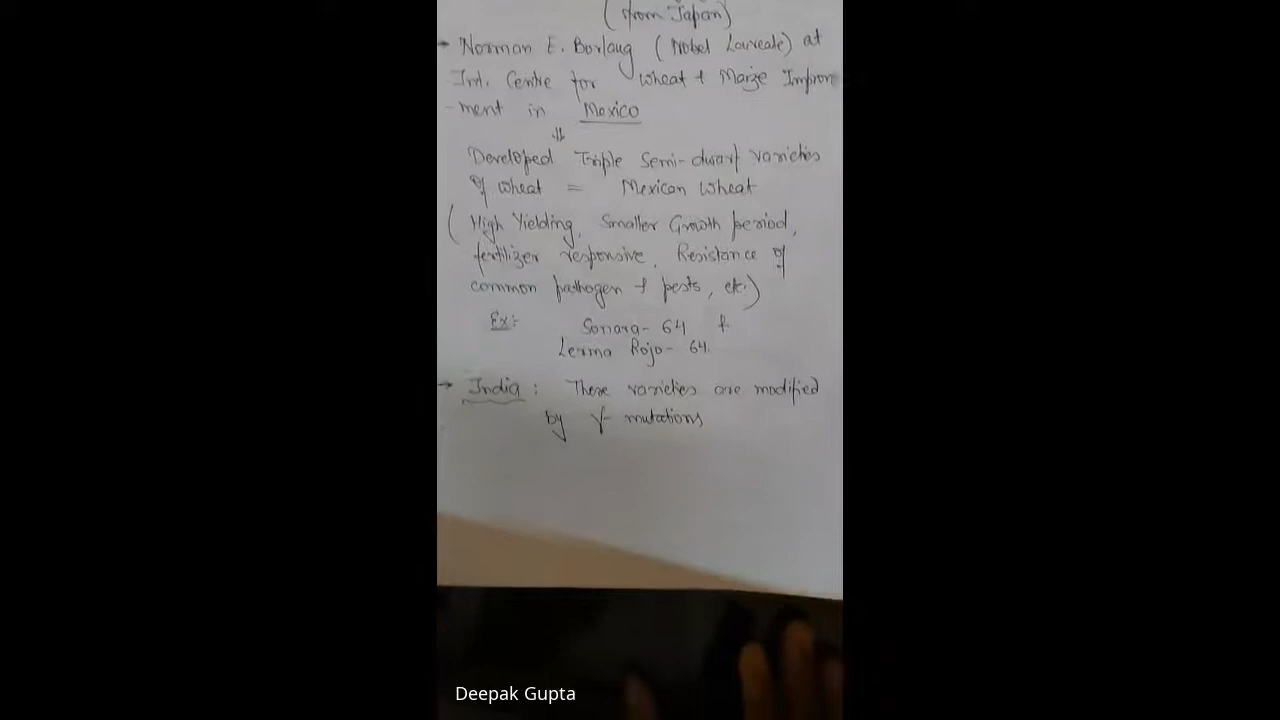 (from Japan)
→ Norman E. Borlaug (Nobel Laureate) at
Int. Centre for Wheat + Maize Improv
-ment in Mexico
⇓
Developed Triple Semi-dwarf varieties
of wheat = Mexican Wheat
(High Yielding, Smaller Growth period,
fertilizer responsive, Resistance of
common pathogen + pests, etc.)
Ex:- Sonara- 64 &
Lerma Rojo- 64.
→ India : These varieties are modified
by γ- mutations
Deepak Gupta